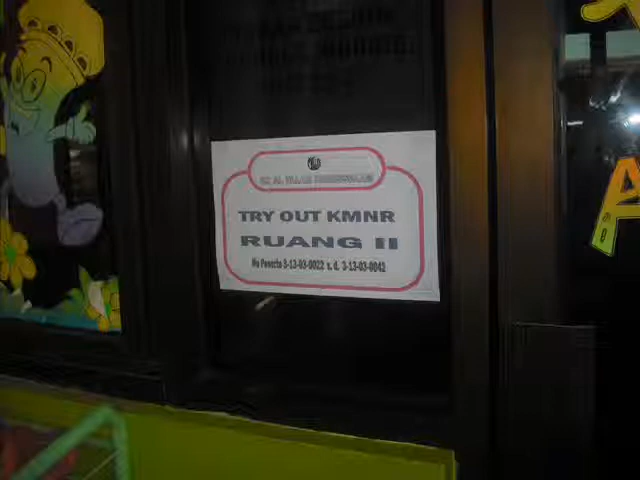 TRY OUT KMNR
RUANG II
No Peserta 3-13-03-0022 s.d. 3-13-03-0042
A